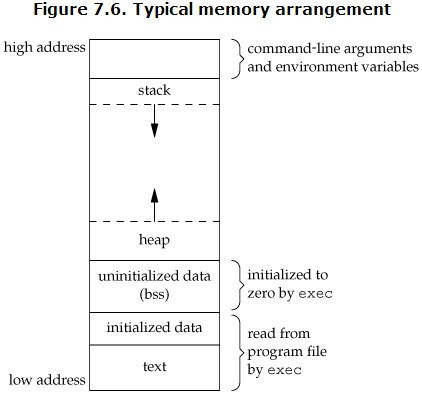 Figure 7.6. Typical memory arrangement
high address
command-line arguments
and environment variables
stack
heap
uninitialized data
(bss)
initialized to
zero by exec
initialized data
read from
program file
by exec
text
low address